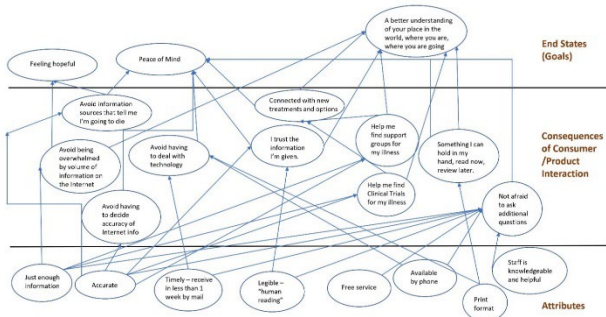 A better understanding
of your place in the
world, where you are,
where you are going
End States
(Goals)
Feeling hopeful
Peace of Mind
Avoid information
sources that tell me
I'm going to die
Connected with new
treatments and options
Avoid being
overwhelmed by
volume of
information on
the Internet
Avoid having
to deal with
technology
I trust the
information
I'm given.
Help me
find support
groups for
my illness
Something I can
hold in my
hand, read now,
review later.
Consequences of
Consumer
/Product
Interaction
Help me find
Clinical Trials
for my illness
Avoid having
to decide
accuracy of
Internet info
Not afraid to
ask
additional
questions
Just enough
information
Accurate
Timely – receive
in less than 1
week by mail
Legible –
"human
reading"
Free service
Available
by phone
Staff is
knowledgeable
and helpful
Print
format
Attributes